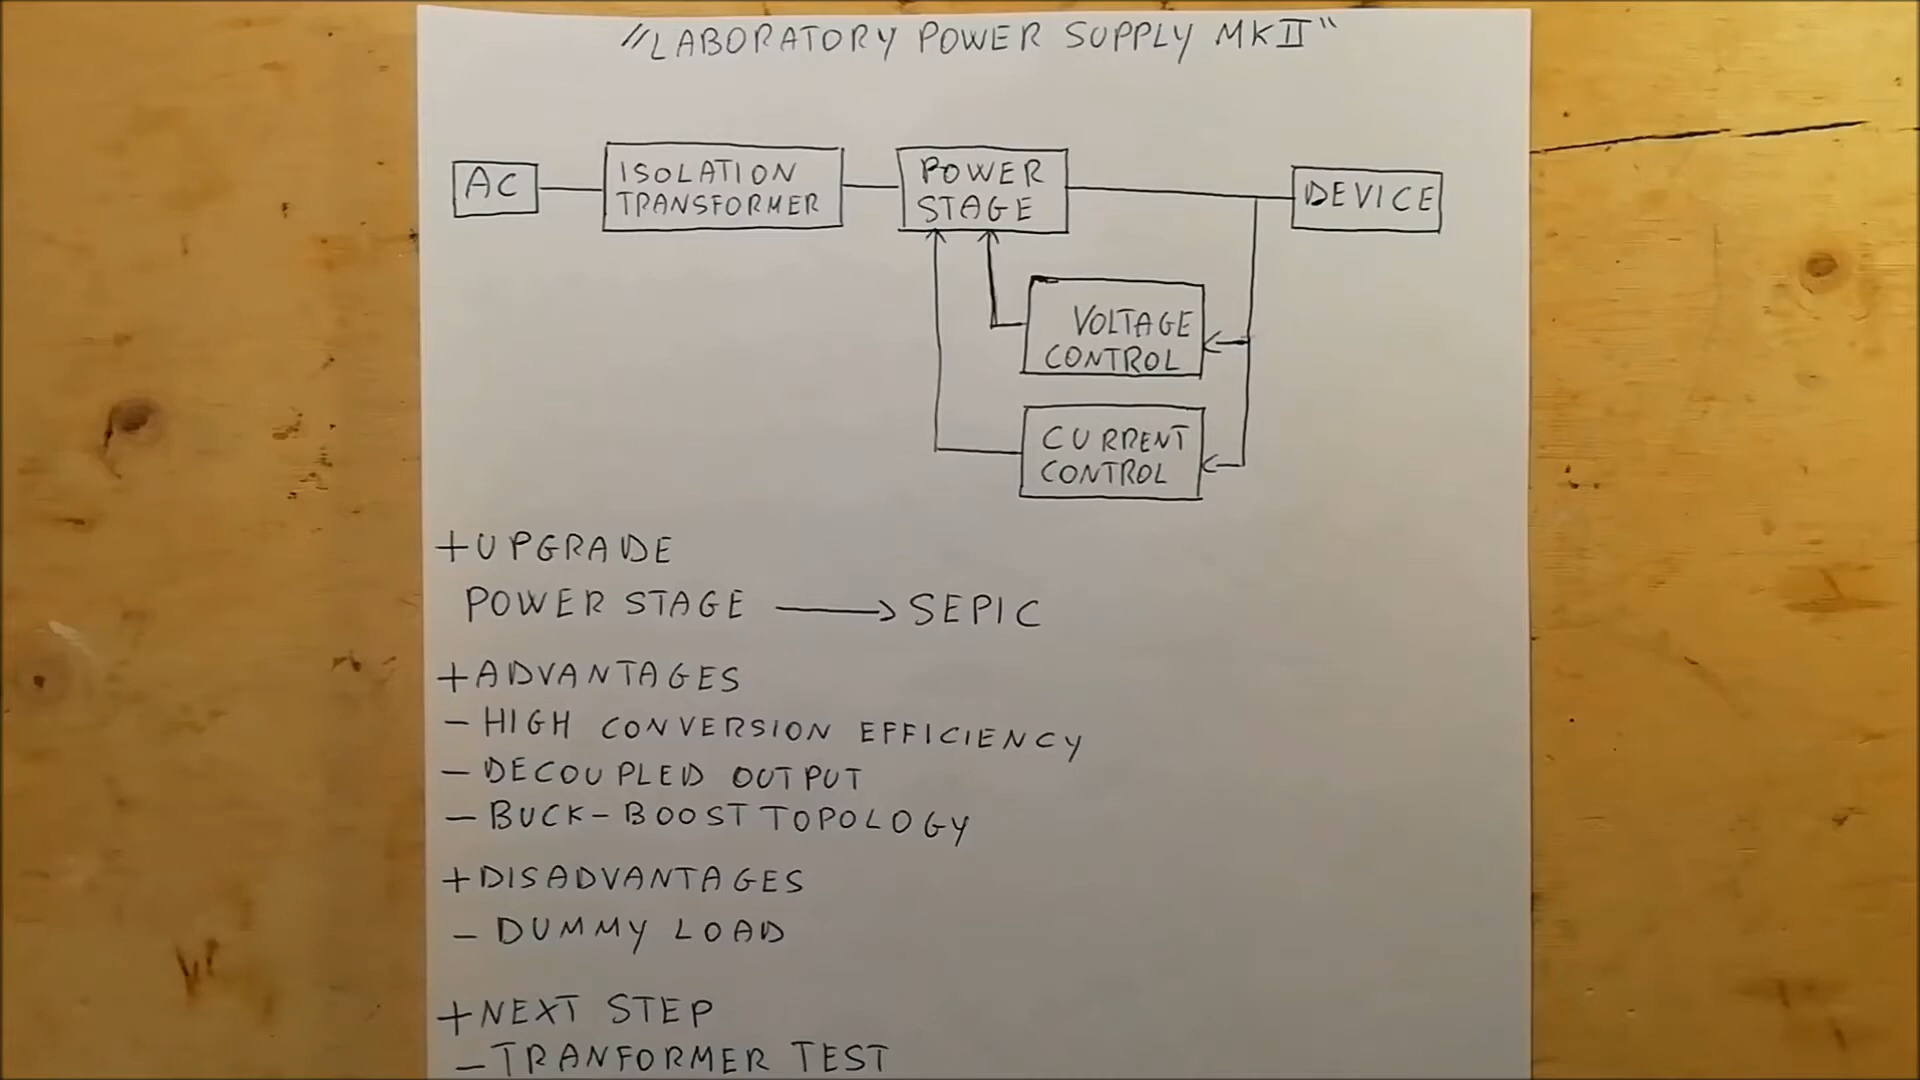 "LABORATORY POWER SUPPLY MKII"
AC
ISOLATION
TRANSFORMER
POWER
STAGE
DEVICE
VOLTAGE
CONTROL
CURRENT
CONTROL
+UPGRADE
POWER STAGE → SEPIC
+ADVANTAGES
- HIGH CONVERSION EFFICIENCY
- DECOUPLED OUTPUT
- BUCK-BOOST TOPOLOGY
+DISADVANTAGES
- DUMMY LOAD
+NEXT STEP
- TRANFORMER TEST